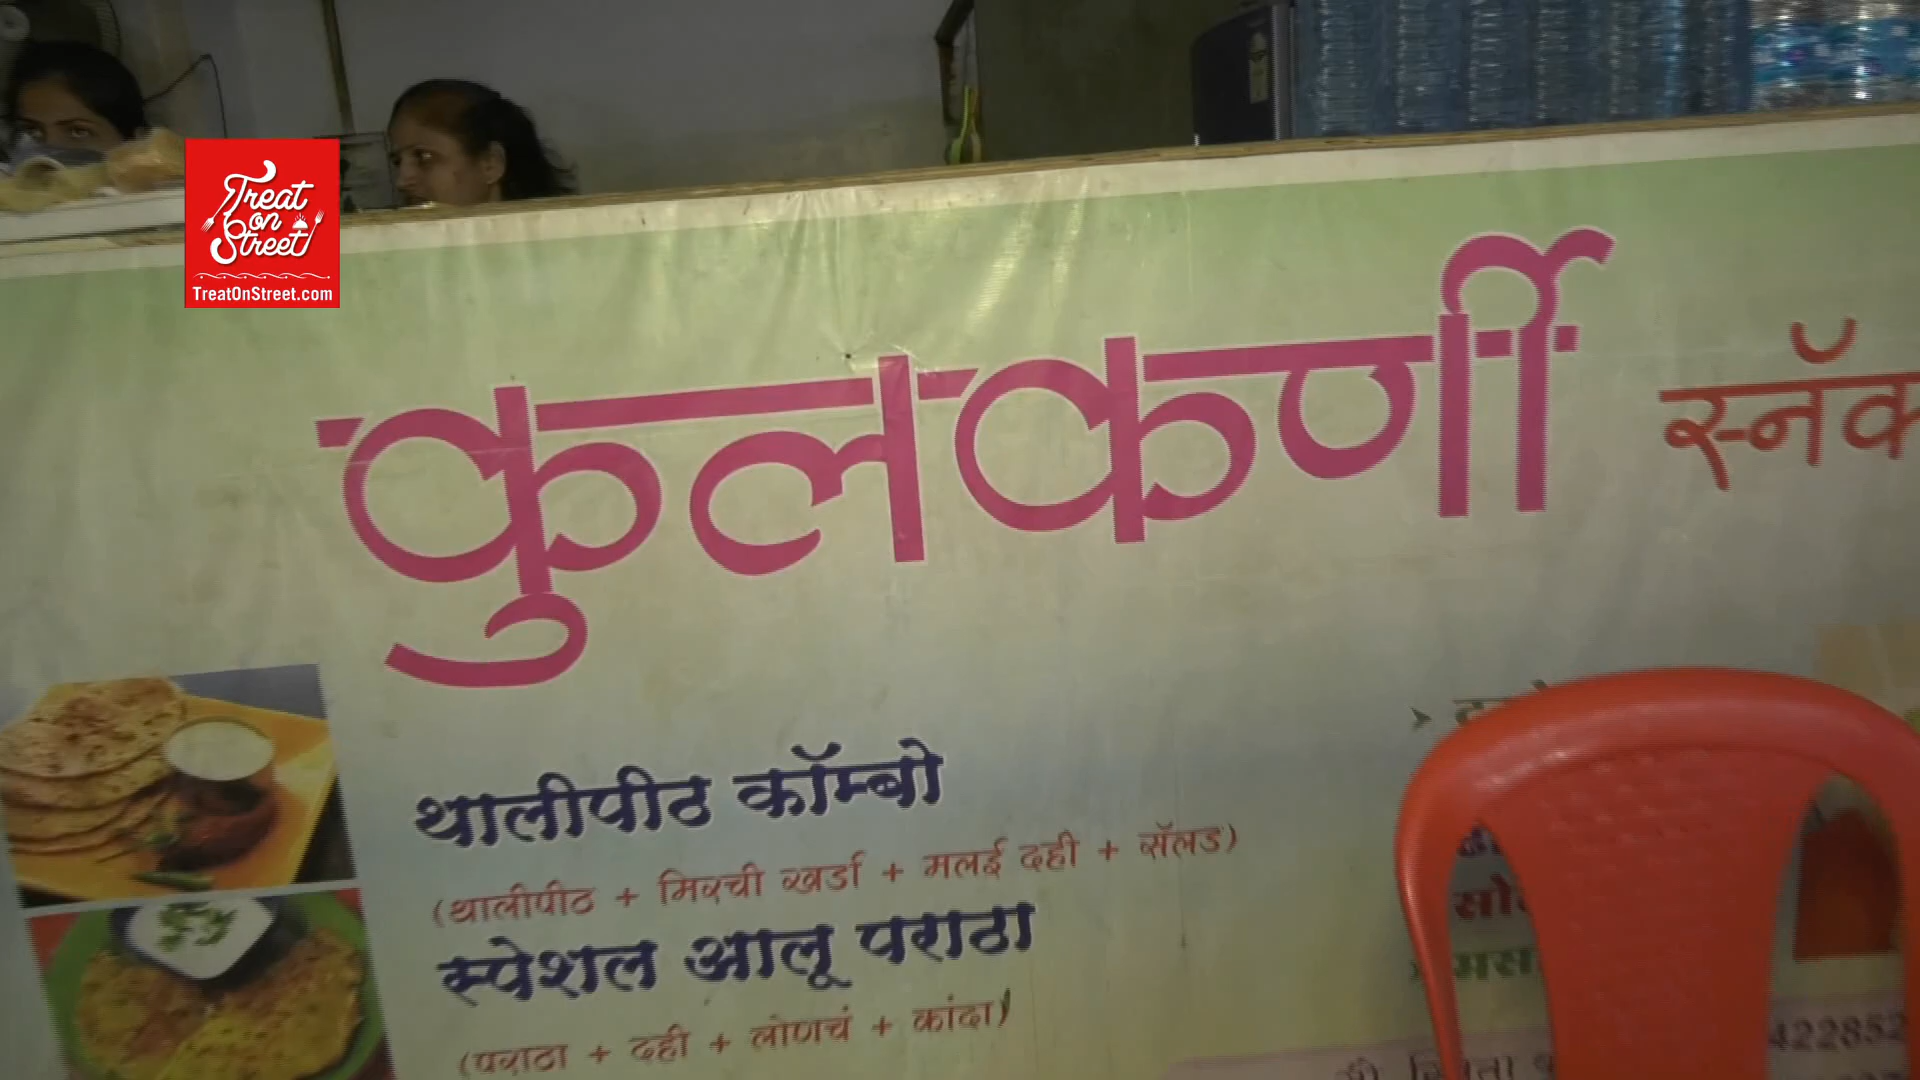 Treat
on
Street
TreatOnStreet.com
कुलकर्णी
थालीपीठ कॉम्बो
(थालीपीठ + मिरची खर्डा + मलई दही + सॅलड)
स्पेशल आलू पराठा
(पराठा + दही + लोणचं + कांदा)